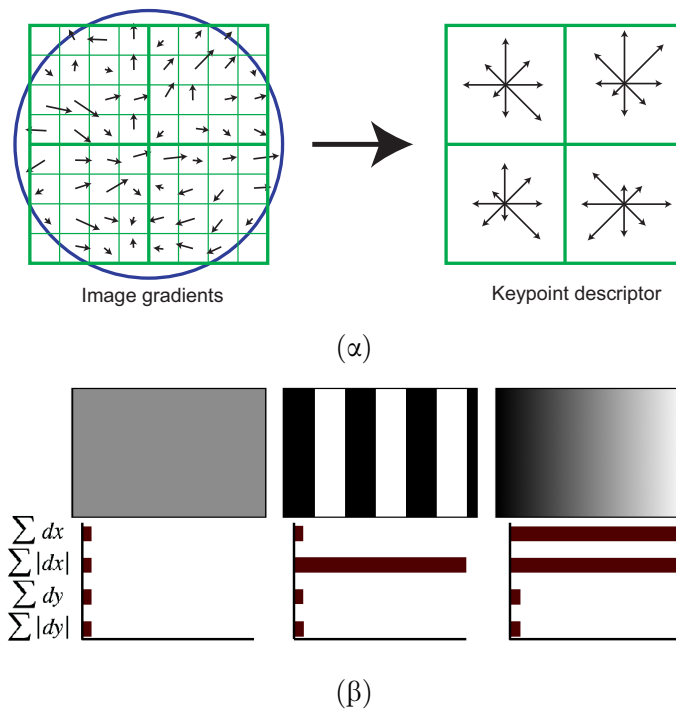 Image gradients
Keypoint descriptor
(α)
∑ dx
∑ |dx|
∑ dy
∑ |dy|
(β)